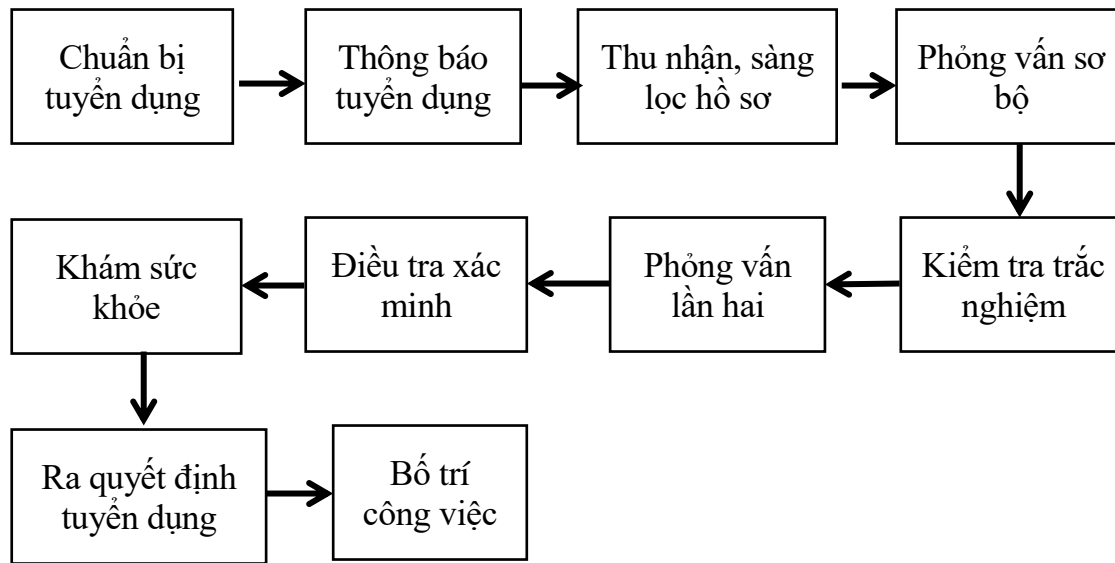 Chuẩn bị
tuyển dụng
Thông báo
tuyển dụng
Thu nhận, sàng
lọc hồ sơ
Phỏng vấn sơ
bộ
Kiểm tra trắc
nghiệm
Phỏng vấn
lần hai
Điều tra xác
minh
Khám sức
khỏe
Ra quyết định
tuyển dụng
Bố trí
công việc